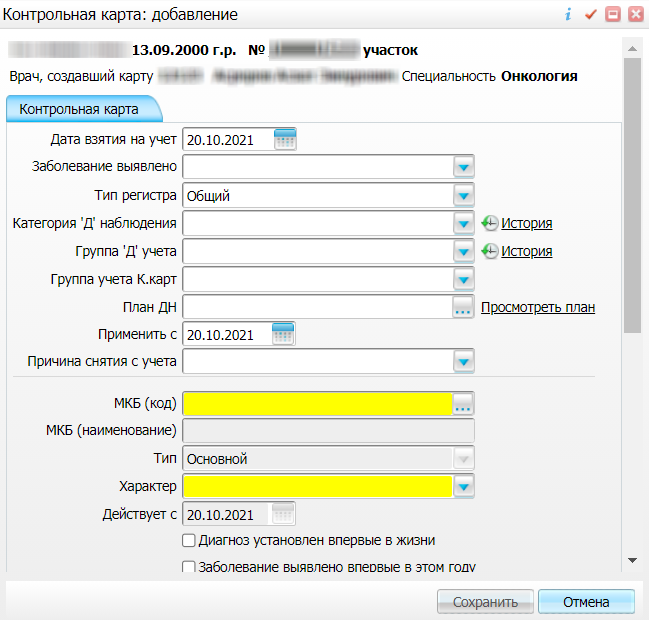 Контрольная карта: добавление
13.09.2000 г.р. № участок
Врач, создавший карту Специальность Онкология
Контрольная карта
Дата взятия на учет 20.10.2021
Заболевание выявлено
Тип регистра Общий
Категория 'Д' наблюдения История
Группа 'Д' учета История
Группа учета К.карт
План ДН ... Просмотреть план
Применить с 20.10.2021
Причина снятия с учета
МКБ (код) ...
МКБ (наименование)
Тип Основной
Характер
Действует с 20.10.2021
Диагноз установлен впервые в жизни
Заболевание выявлено впервые в этом году
Сохранить Отмена